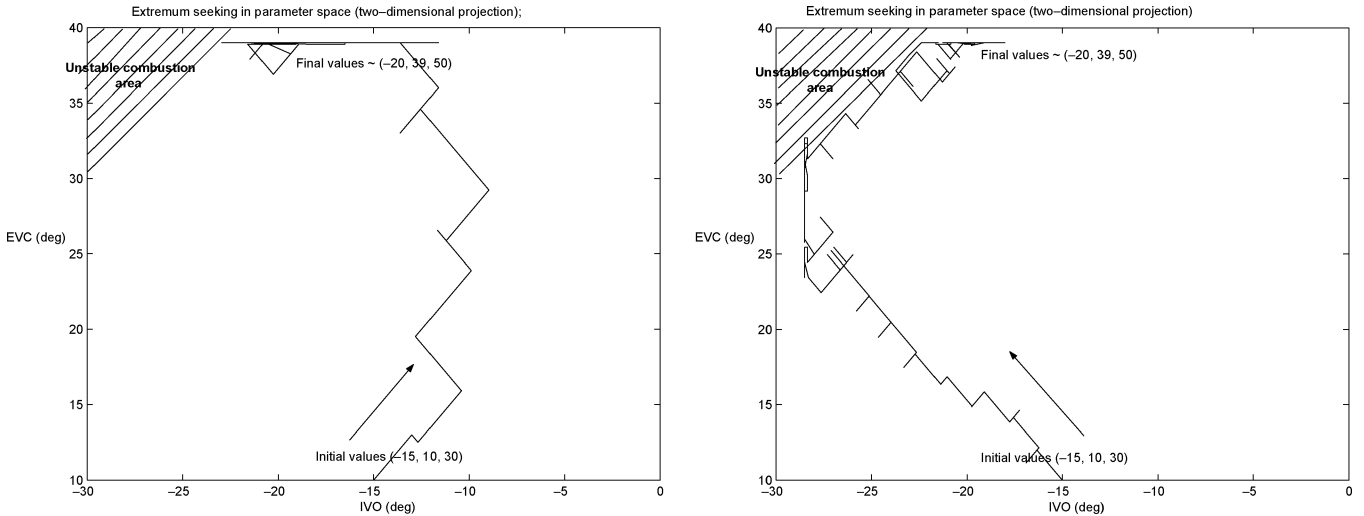 Extremum seeking in parameter space (two–dimensional projection);
40
Unstable combustion
area
Final values ~ (–20, 39, 50)
35
30
EVC (deg)
25
20
15
Initial values (–15, 10, 30)
10
–30
–25
–20
–15
–10
–5
0
IVO (deg)
Extremum seeking in parameter space (two–dimensional projection)
40
Final values ~ (–20, 39, 50)
Unstable combustion
area
35
30
EVC (deg)
25
20
15
Initial values (–15, 10, 30)
10
–30
–25
–20
–15
–10
–5
0
IVO (deg)